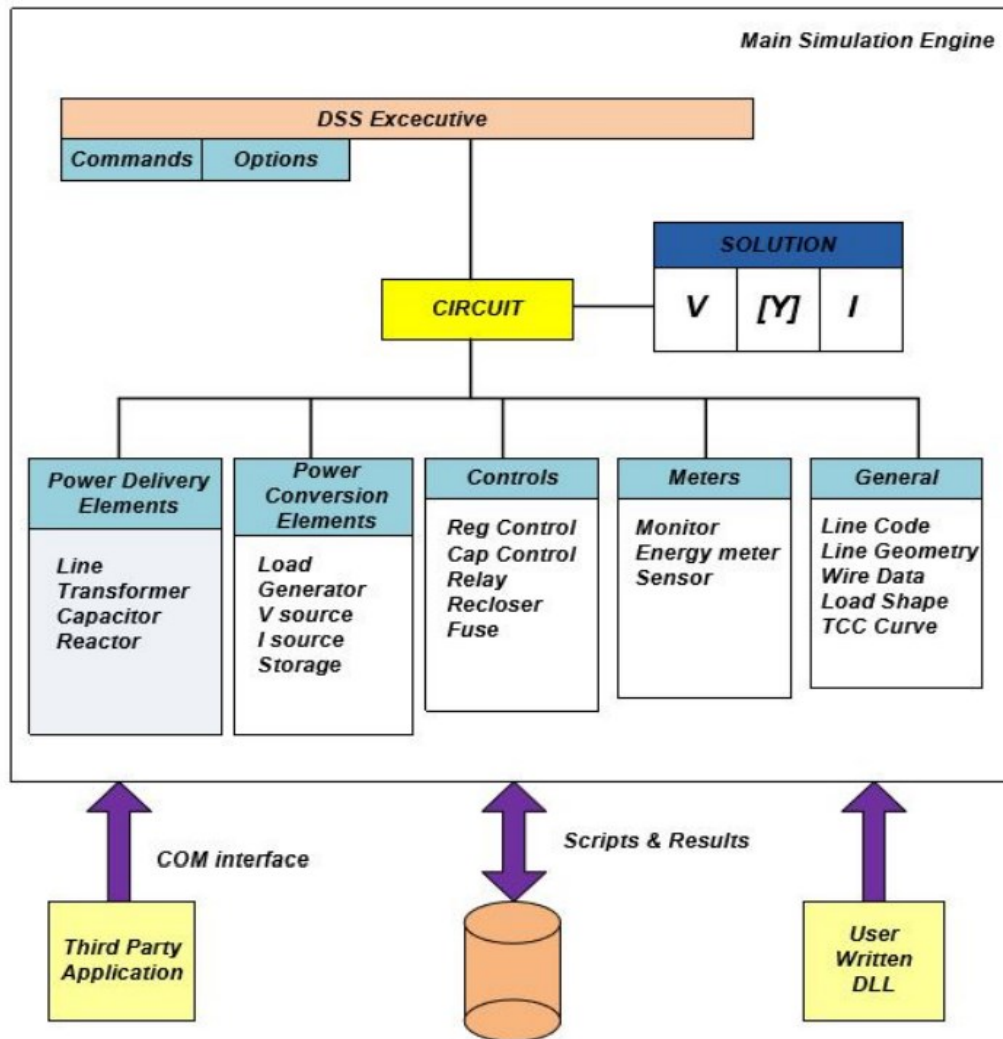 Main Simulation Engine
DSS Excecutive
Commands
Options
SOLUTION
V
[Y]
I
CIRCUIT
Power Delivery
Elements
Line
Transformer
Capacitor
Reactor
Power
Conversion
Elements
Load
Generator
V source
I source
Storage
Controls
Reg Control
Cap Control
Relay
Recloser
Fuse
Meters
Monitor
Energy meter
Sensor
General
Line Code
Line Geometry
Wire Data
Load Shape
TCC Curve
COM interface
Scripts & Results
Third Party
Application
User
Written
DLL